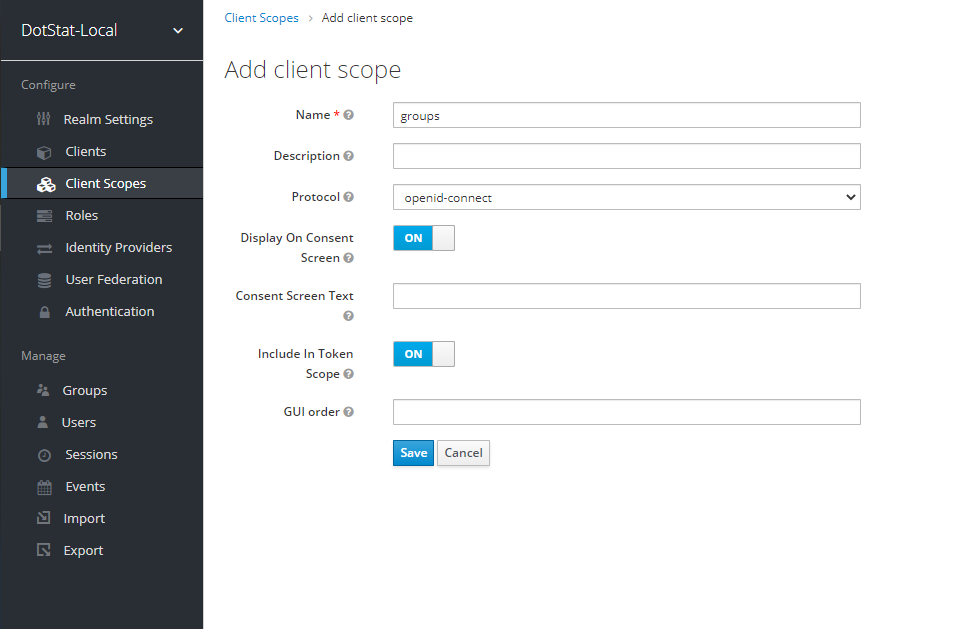 DotStat-Local
Configure
Realm Settings
Clients
Client Scopes
Roles
Identity Providers
User Federation
Authentication
Manage
Groups
Users
Sessions
Events
Import
Export
Client Scopes > Add client scope
Add client scope
Name *
groups
Description
Protocol
openid-connect
Display On Consent
Screen
ON
Consent Screen Text
Include In Token
Scope
ON
GUI order
Save Cancel